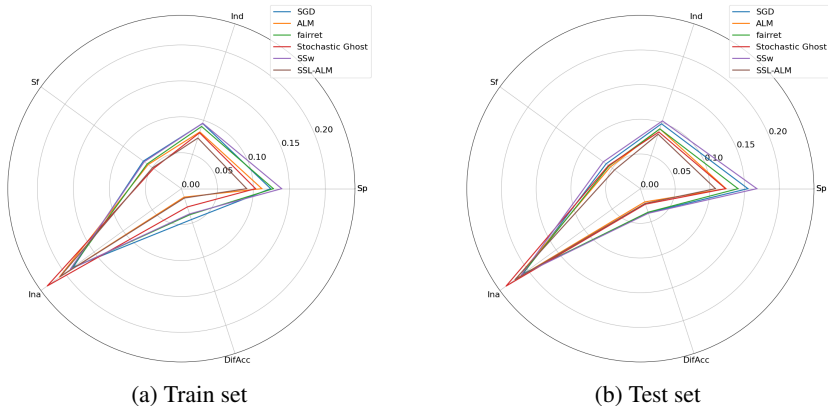 Ind
SGD
ALM
fairret
Stochastic Ghost
SSw
SSL-ALM
Sf
0.20
0.15
0.10
0.05
0.00
Sp
Ina
DifAcc
(a) Train set
Ind
SGD
ALM
fairret
Stochastic Ghost
SSw
SSL-ALM
Sf
0.20
0.15
0.10
0.05
0.00
Sp
Ina
DifAcc
(b) Test set